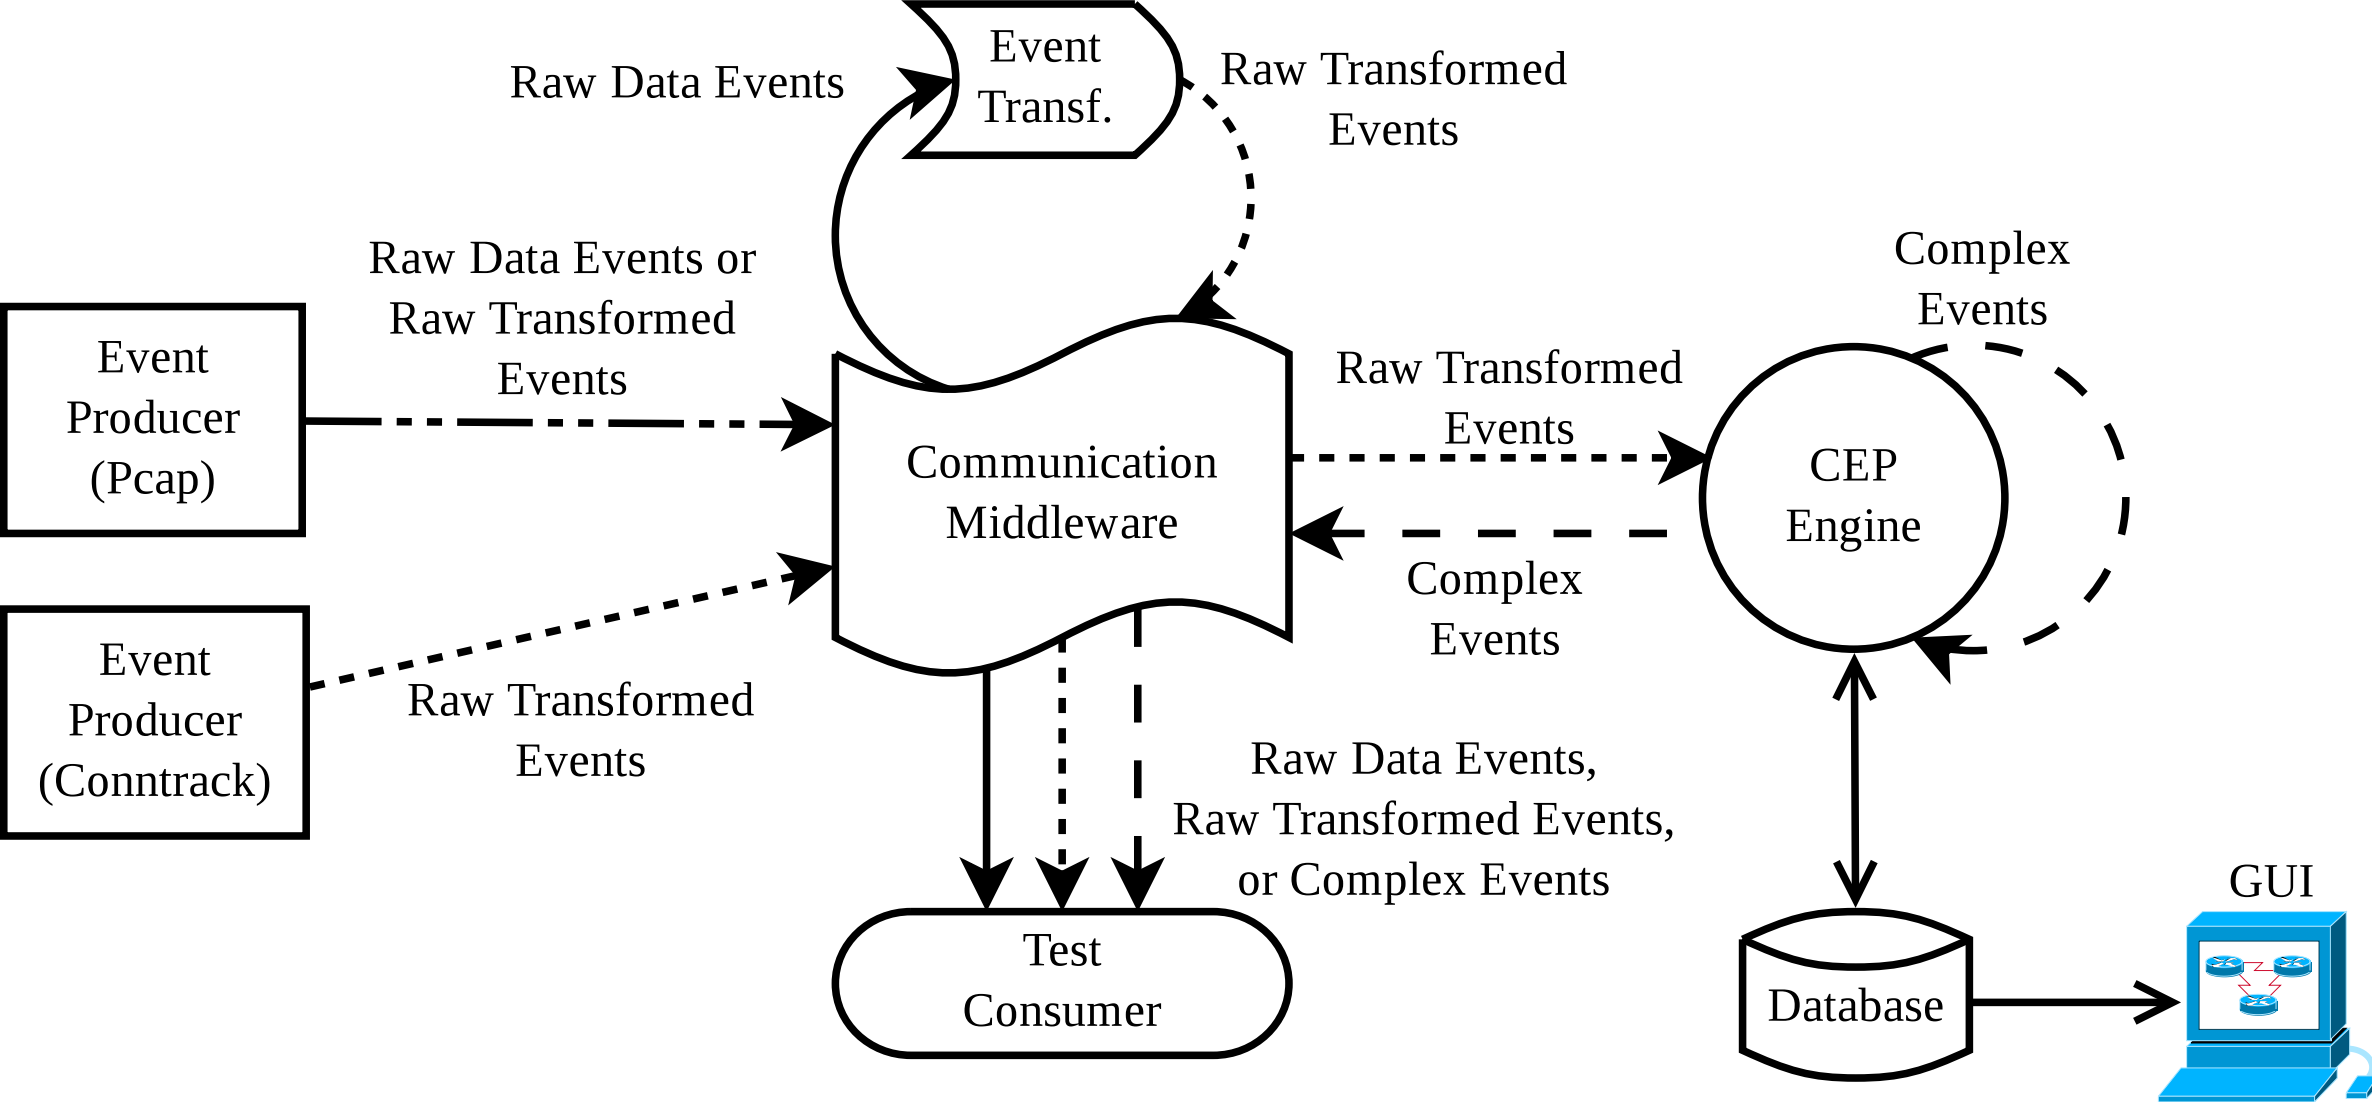 Event
Transf.
Raw Data Events
Raw Transformed
Events
Raw Data Events or
Raw Transformed
Events
Complex
Events
Event
Producer
(Pcap)
Raw Transformed
Events
Communication
Middleware
CEP
Engine
Complex
Events
Event
Producer
(Conntrack)
Raw Transformed
Events
Raw Data Events,
Raw Transformed Events,
or Complex Events
GUI
Test
Consumer
Database